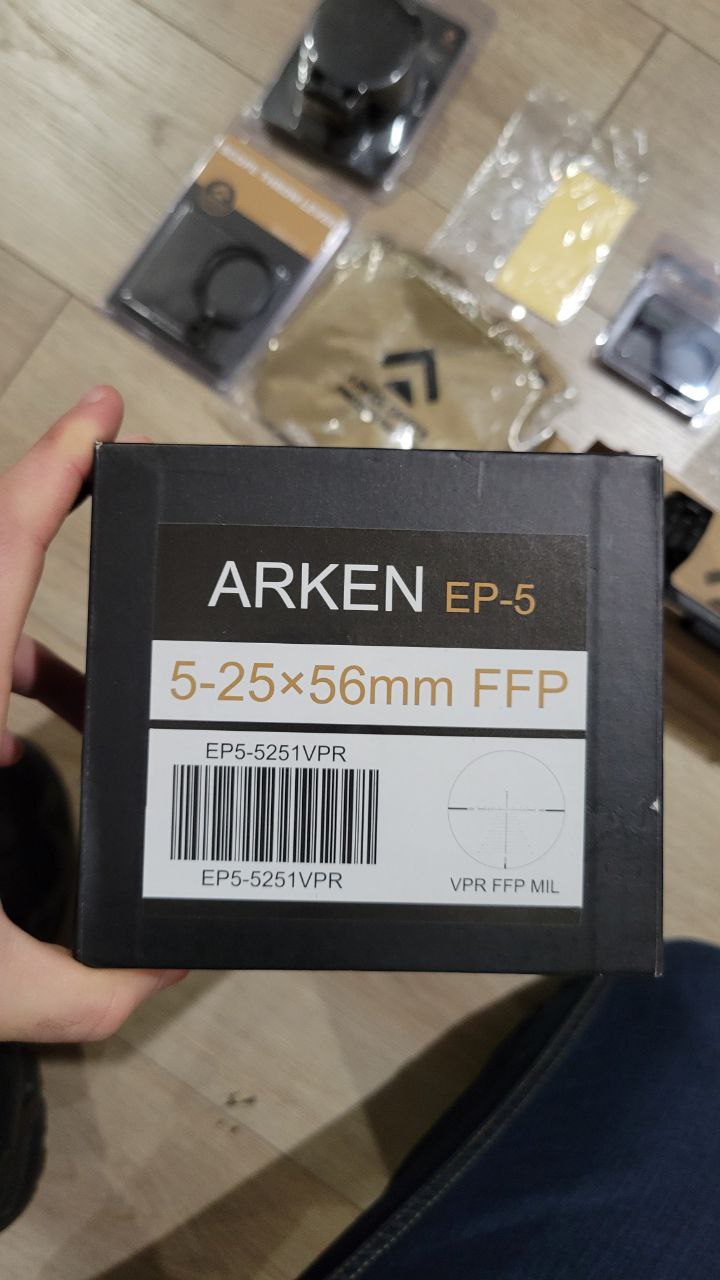 ARKEN EP-5
5-25×56mm FFP
EP5-5251VPR
EP5-5251VPR
VPR FFP MIL